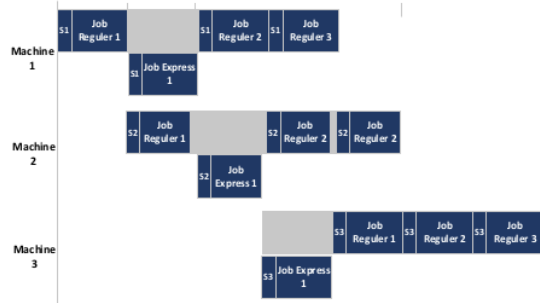 S1 Job Reguler 1 S1 Job Reguler 2 S1 Job Reguler 3
Machine 1
S1 Job Express 1
S2 Job Reguler 1 S2 Job Reguler 2 S2 Job Reguler 2
Machine 2
S2 Job Express 1
S3 Job Reguler 1 S3 Job Reguler 2 S3 Job Reguler 3
Machine 3
S3 Job Express 1